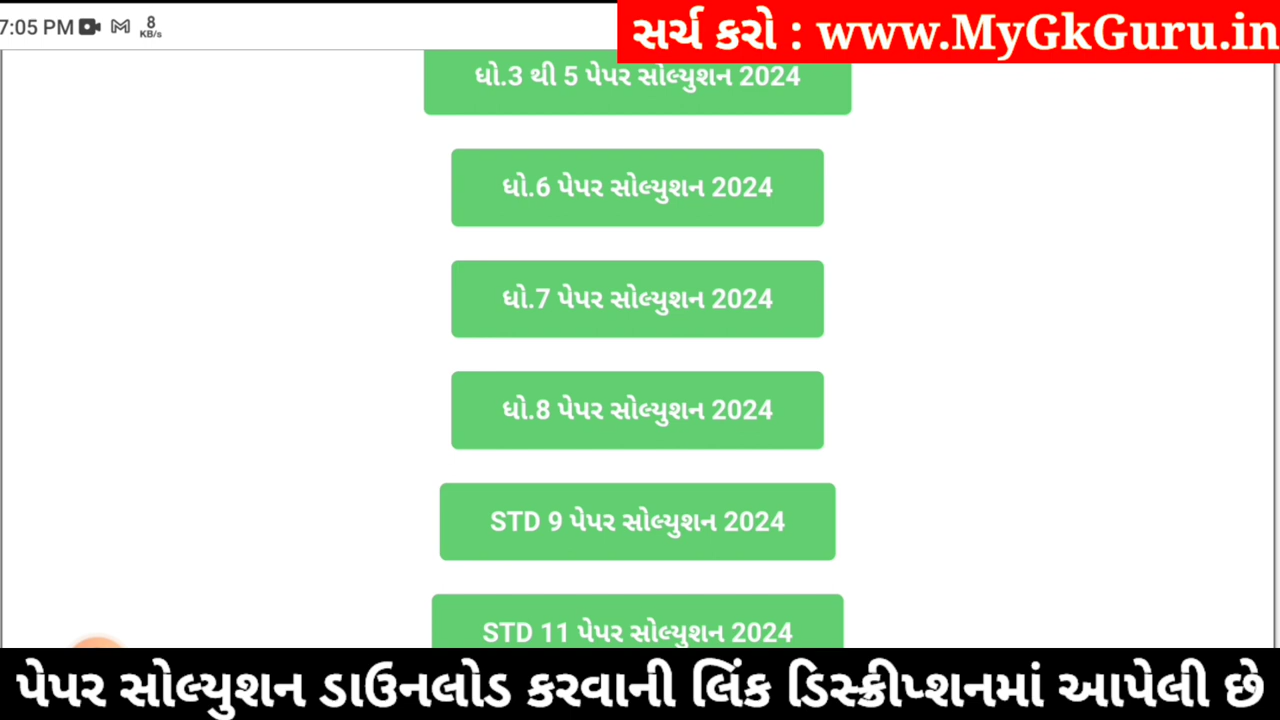 7:05 PM
8
KB/s
સર્ચ કરો : www.MyGkGuru.in
ધો.3 થી 5 પેપર સોલ્યુશન 2024
ધો.6 પેપર સોલ્યુશન 2024
ધો.7 પેપર સોલ્યુશન 2024
ધો.8 પેપર સોલ્યુશન 2024
STD 9 પેપર સોલ્યુશન 2024
STD 11 પેપર સોલ્યુશન 2024
પેપર સોલ્યુશન ડાઉનલોડ કરવાની લિંક ડિસ્ક્રીપ્શનમાં આપેલી છે